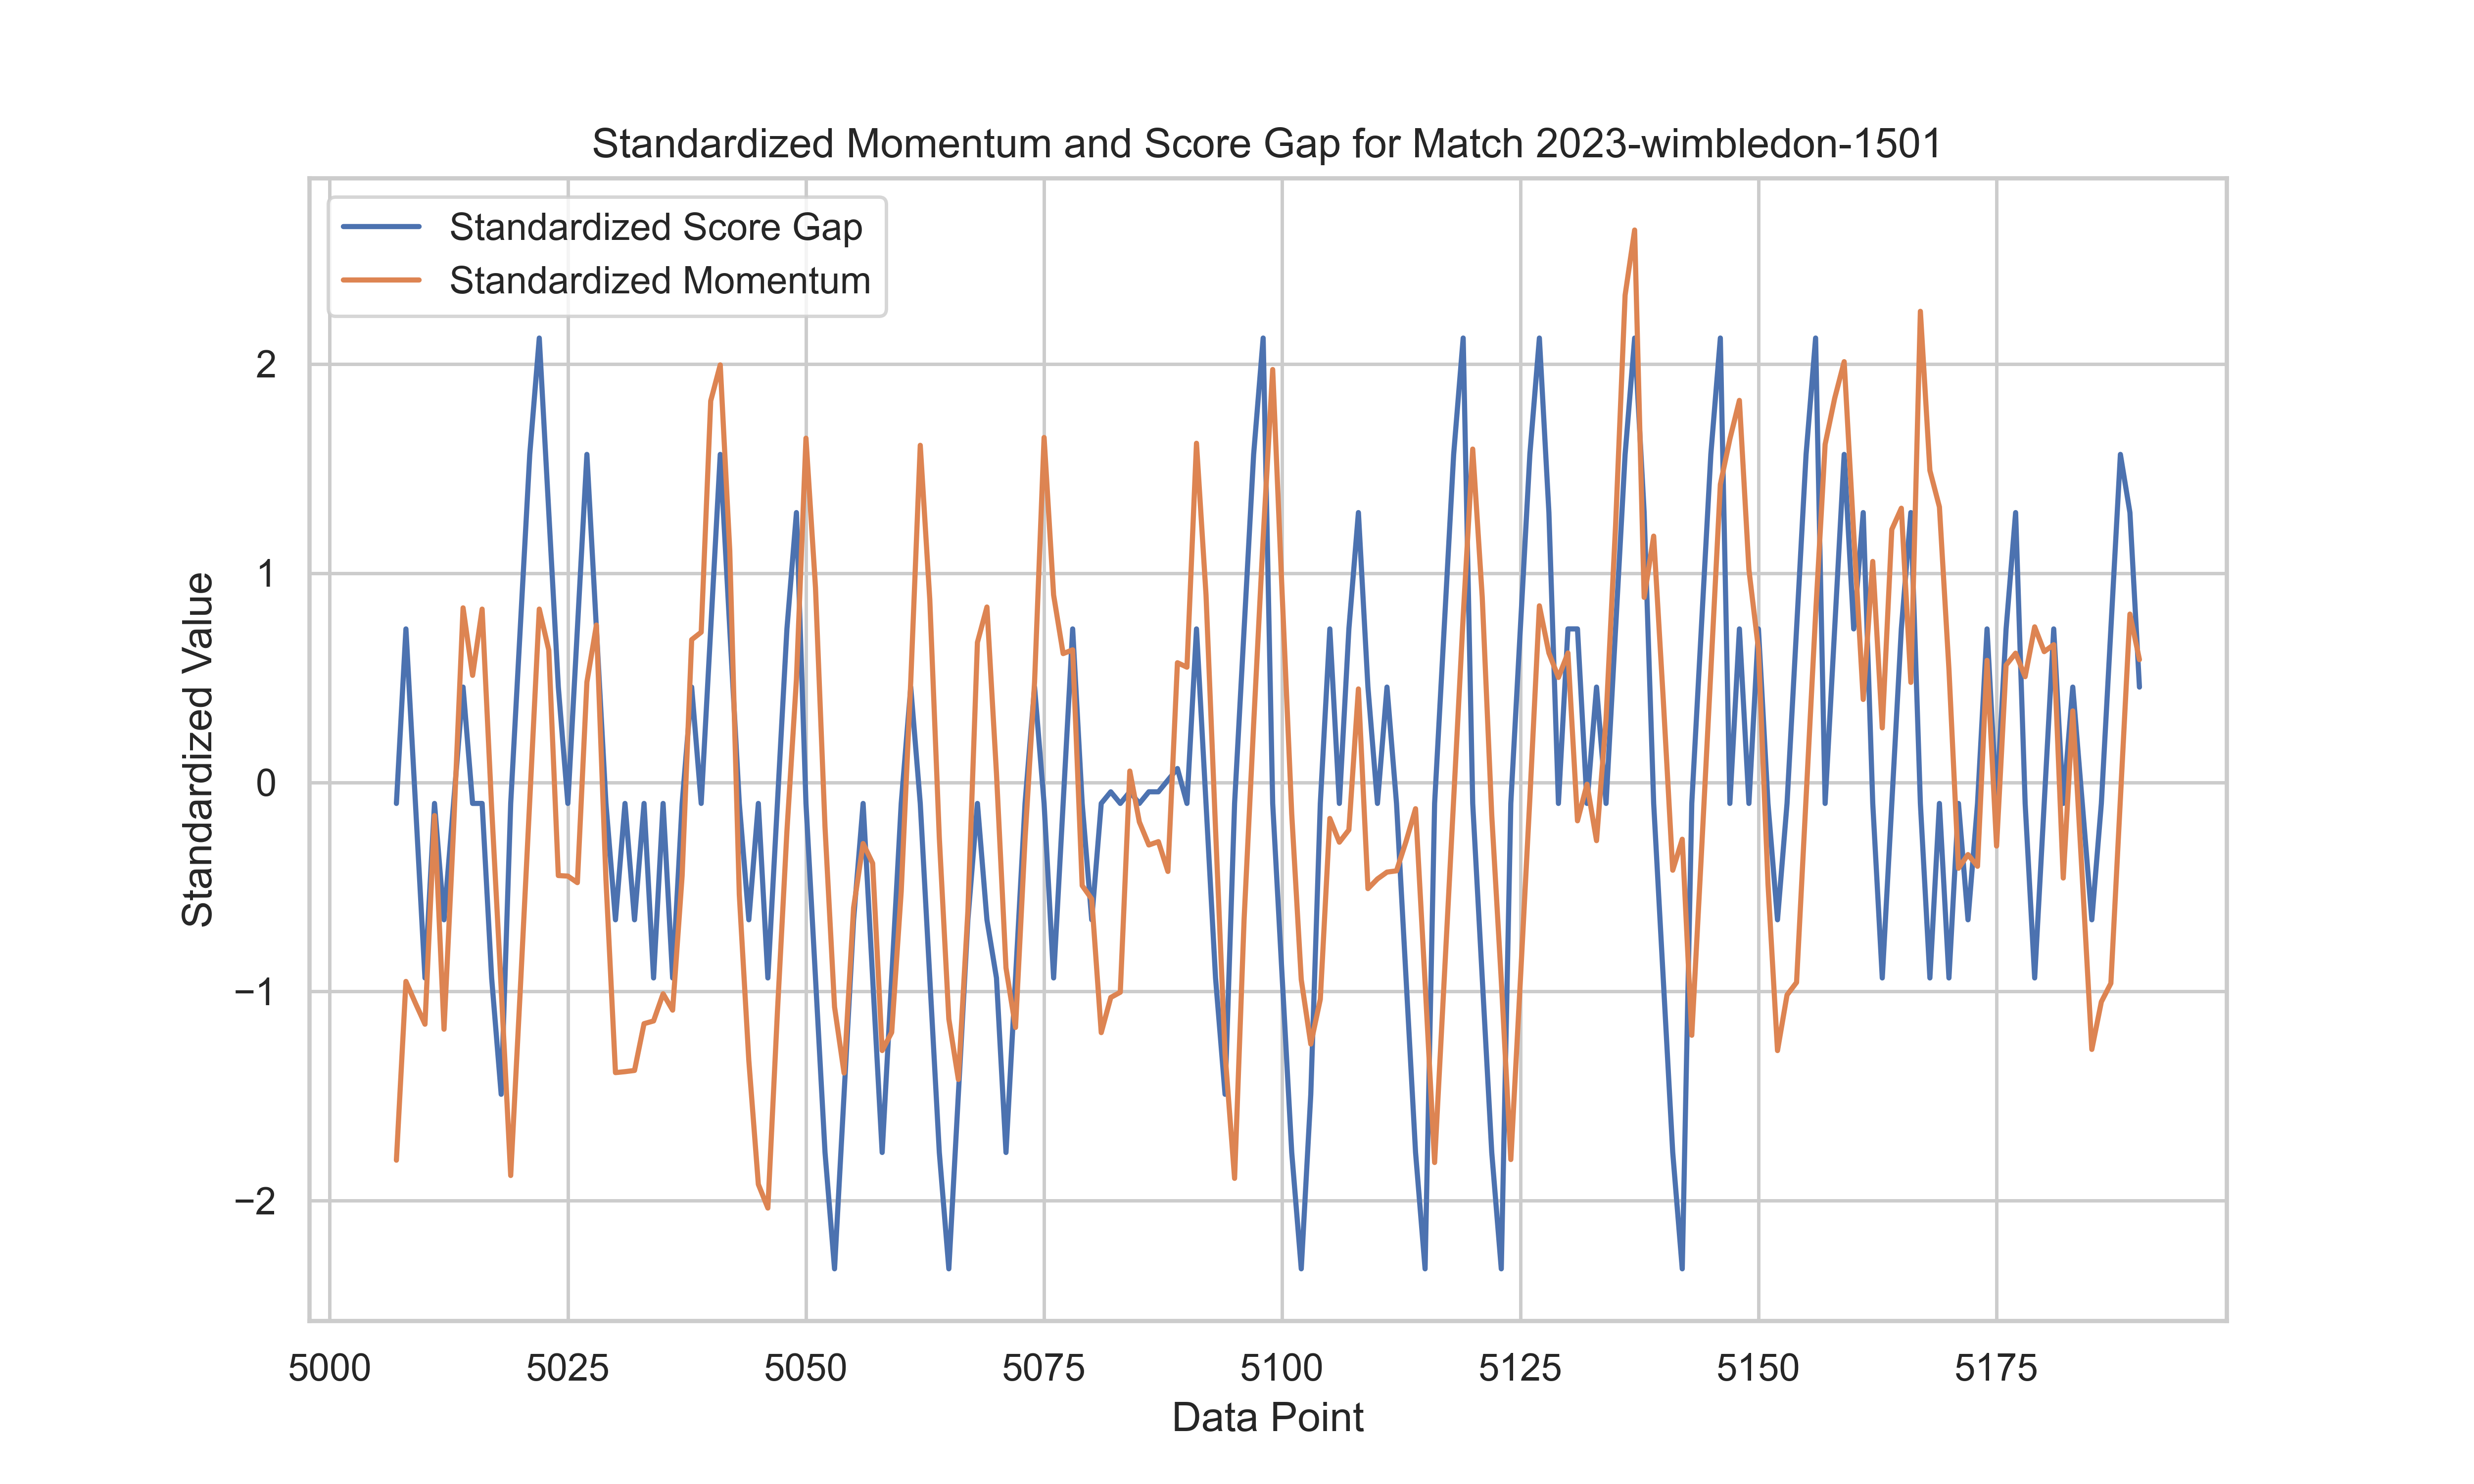 Standardized Momentum and Score Gap for Match 2023-wimbledon-1501
Standardized Score Gap
Standardized Momentum
Standardized Value
2
1
0
−1
−2
5000 5025 5050 5075 5100 5125 5150 5175
Data Point